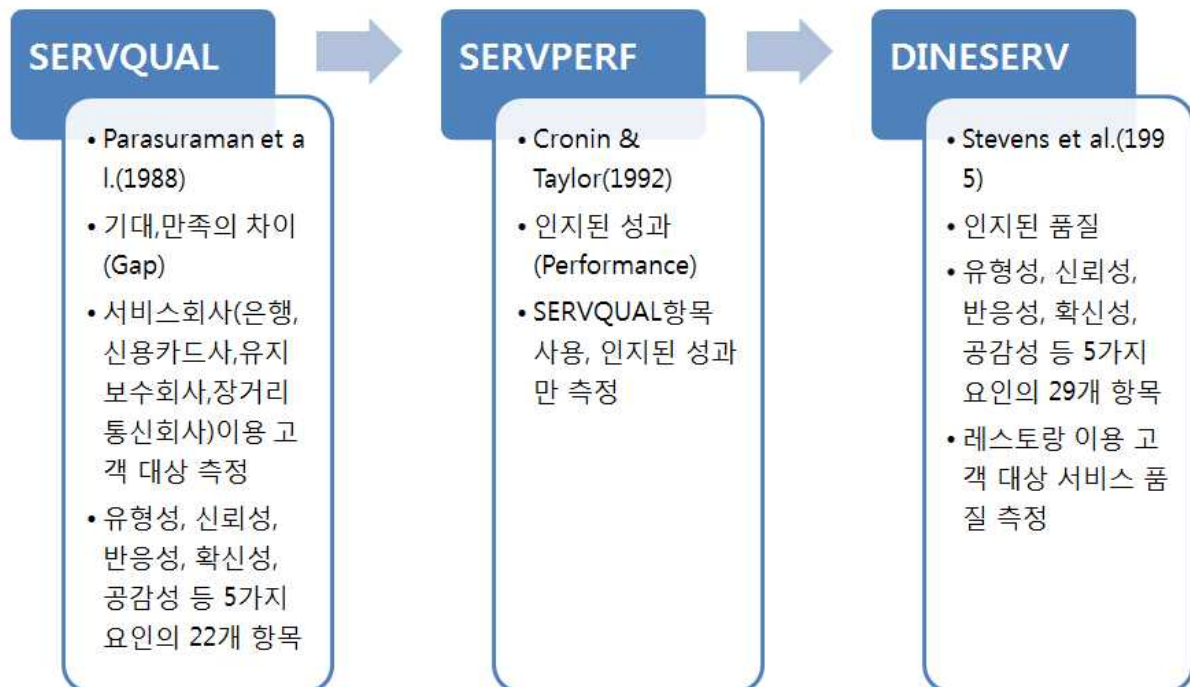 SERVQUAL
• Parasuraman et a
l.(1988)
• 기대,만족의 차이
(Gap)
• 서비스회사(은행,
신용카드사,유지
보수회사,장거리
통신회사)이용 고
객 대상 측정
• 유형성, 신뢰성,
반응성, 확신성,
공감성 등 5가지
요인의 22개 항목
SERVPERF
• Cronin &
Taylor(1992)
• 인지된 성과
(Performance)
• SERVQUAL항목
사용, 인지된 성과
만 측정
DINESERV
• Stevens et al.(199
5)
• 인지된 품질
• 유형성, 신뢰성,
반응성, 확신성,
공감성 등 5가지
요인의 29개 항목
• 레스토랑 이용 고
객 대상 서비스 품
질 측정